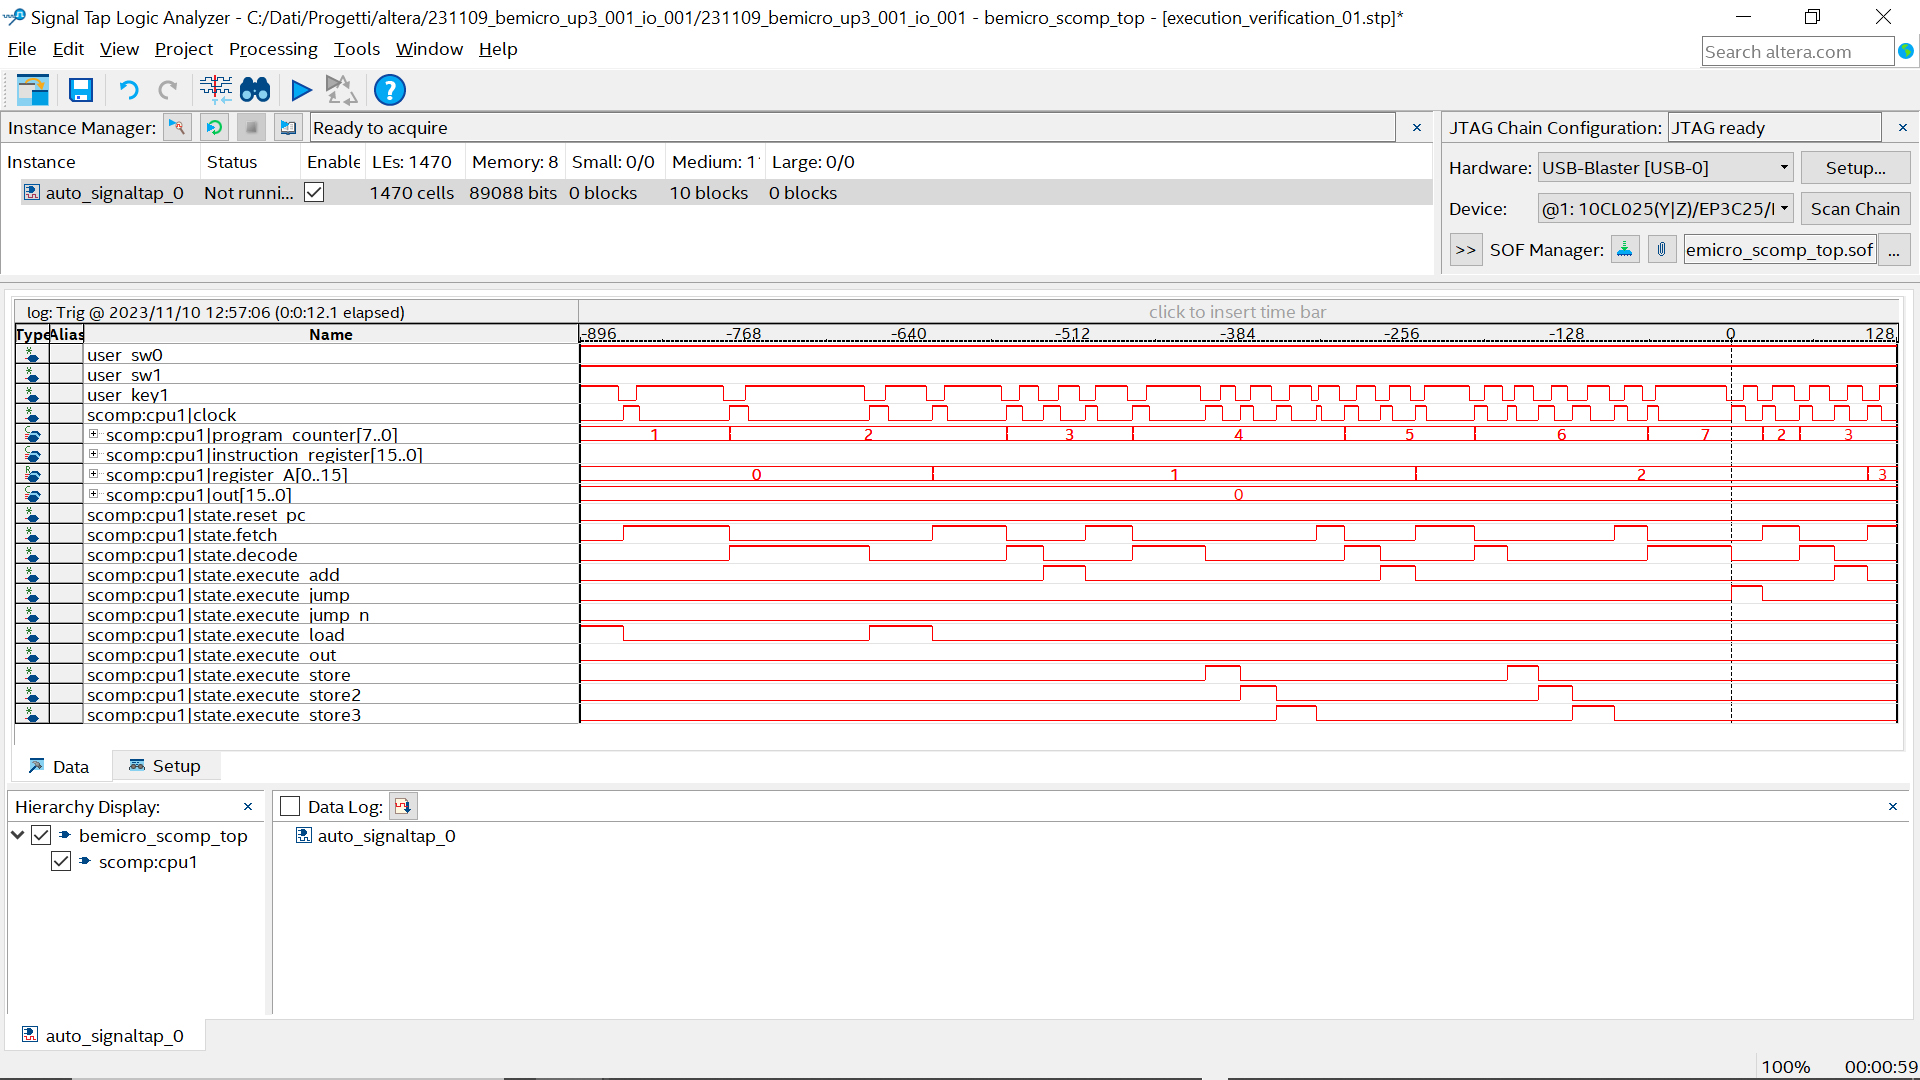 Signal Tap Logic Analyzer - C:/Dati/Progetti/altera/231109_bemicro_up3_001_io_001/231109_bemicro_up3_001_io_001 - bemicro_scomp_top - [execution_verification_01.stp]*
File Edit View Project Processing Tools Window Help
Search altera.com
Instance Manager: Ready to acquire
JTAG Chain Configuration: JTAG ready
Instance Status Enable LEs: 1470 Memory: 8 Small: 0/0 Medium: 1 Large: 0/0
auto_signaltap_0 Not runni... 1470 cells 89088 bits 0 blocks 10 blocks 0 blocks
Hardware: USB-Blaster [USB-0] Setup...
Device: @1: 10CL025(Y|Z)/EP3C25/ Scan Chain
>> SOF Manager: emicro_scomp_top.sof ...
log: Trig @ 2023/11/10 12:57:06 (0:0:12.1 elapsed) click to insert time bar
Type Alias Name -896 -768 -640 -512 -384 -256 -128 0 128
user_sw0
user_sw1
user_key1
scomp:cpu1|clock
scomp:cpu1|program_counter[7..0] 1 2 3 4 5 6 7 2 3
scomp:cpu1|instruction_register[15..0]
scomp:cpu1|register_A[0..15] 0 1 2 3
scomp:cpu1|out[15..0] 0
scomp:cpu1|state.reset_pc
scomp:cpu1|state.fetch
scomp:cpu1|state.decode
scomp:cpu1|state.execute_add
scomp:cpu1|state.execute_jump
scomp:cpu1|state.execute_jump_n
scomp:cpu1|state.execute_load
scomp:cpu1|state.execute_out
scomp:cpu1|state.execute_store
scomp:cpu1|state.execute_store2
scomp:cpu1|state.execute_store3
Data Setup
Hierarchy Display:
bemicro_scomp_top
scomp:cpu1
Data Log:
auto_signaltap_0
auto_signaltap_0
100% 00:00:59